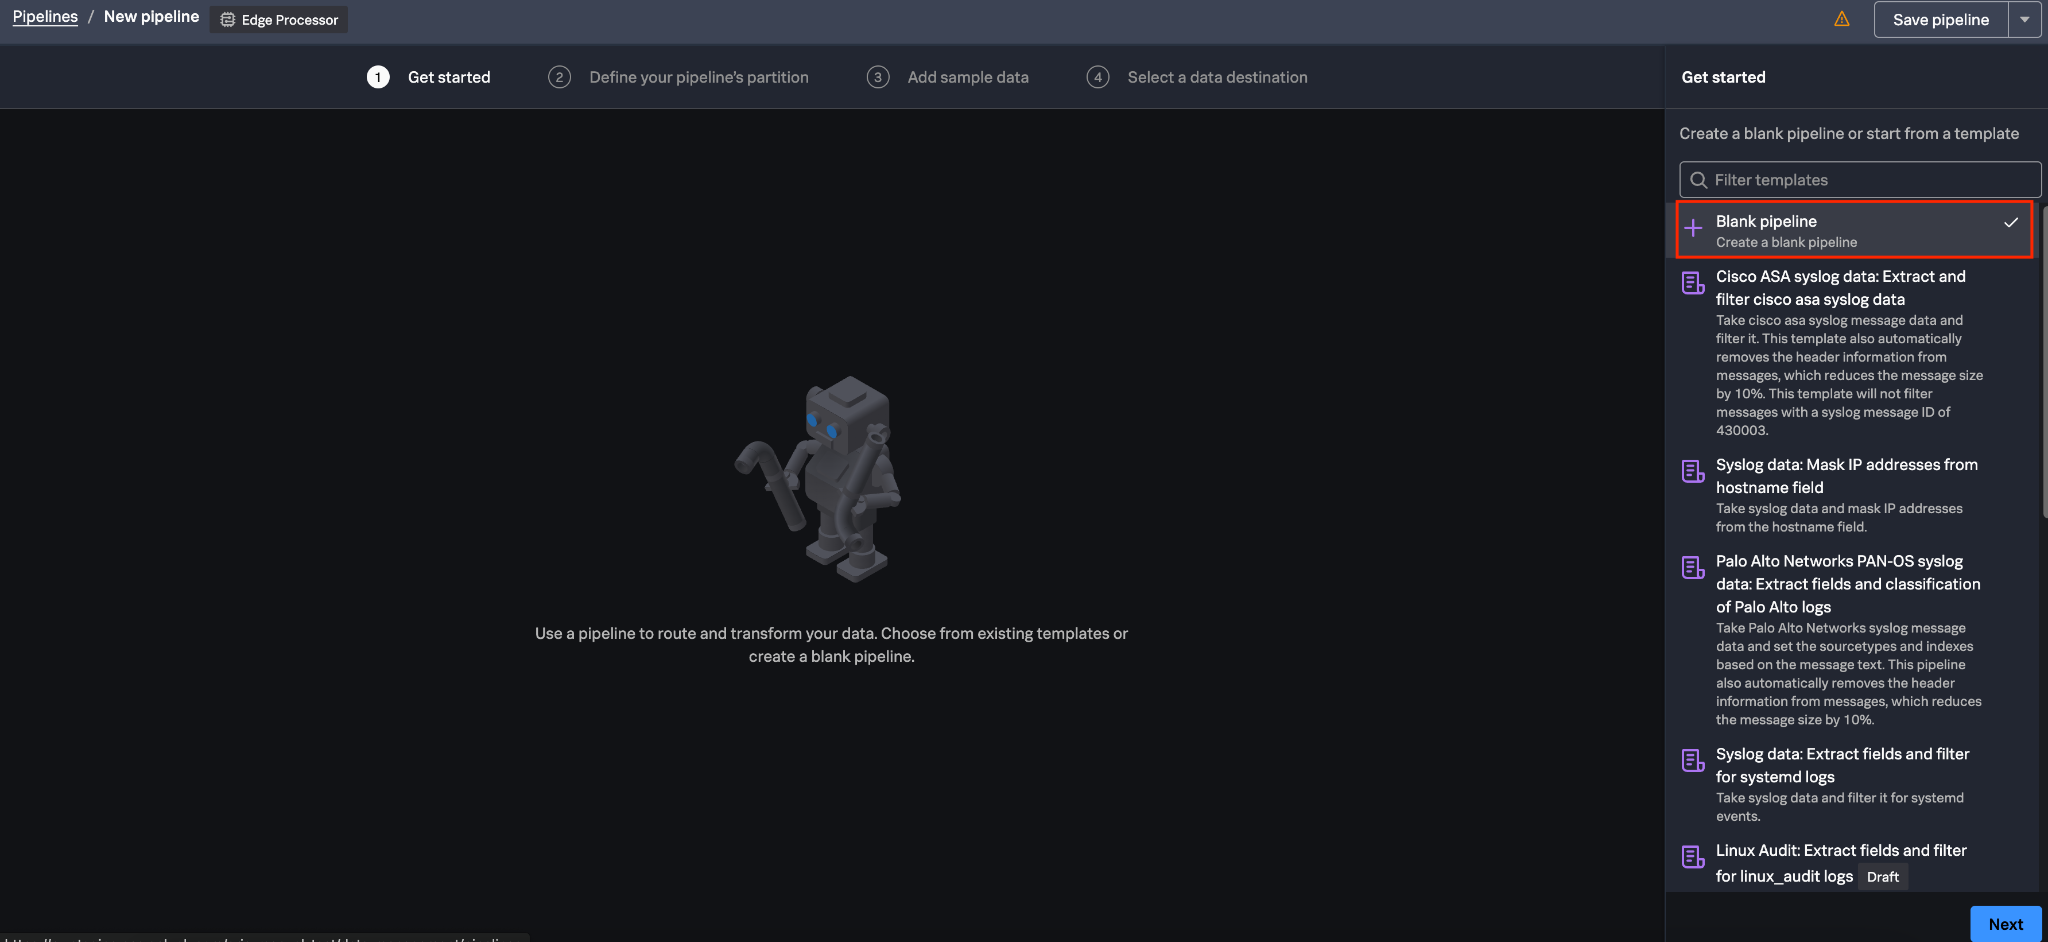 Pipelines / New pipeline Edge Processor
Save pipeline
1 Get started 2 Define your pipeline's partition 3 Add sample data 4 Select a data destination
Use a pipeline to route and transform your data. Choose from existing templates or
create a blank pipeline.
Get started
Create a blank pipeline or start from a template
Filter templates
Blank pipeline
Create a blank pipeline
Cisco ASA syslog data: Extract and
filter cisco asa syslog data
Take cisco asa syslog message data and
filter it. This template also automatically
removes the header information from
messages, which reduces the message size
by 10%. This template will not filter
messages with a syslog message ID of
430003.
Syslog data: Mask IP addresses from
hostname field
Take syslog data and mask IP addresses
from the hostname field.
Palo Alto Networks PAN-OS syslog
data: Extract fields and classification
of Palo Alto logs
Take Palo Alto Networks syslog message
data and set the sourcetypes and indexes
based on the message text. This pipeline
also automatically removes the header
information from messages, which reduces
the message size by 10%.
Syslog data: Extract fields and filter
for systemd logs
Take syslog data and filter it for systemd
events.
Linux Audit: Extract fields and filter
for linux_audit logs Draft
Next